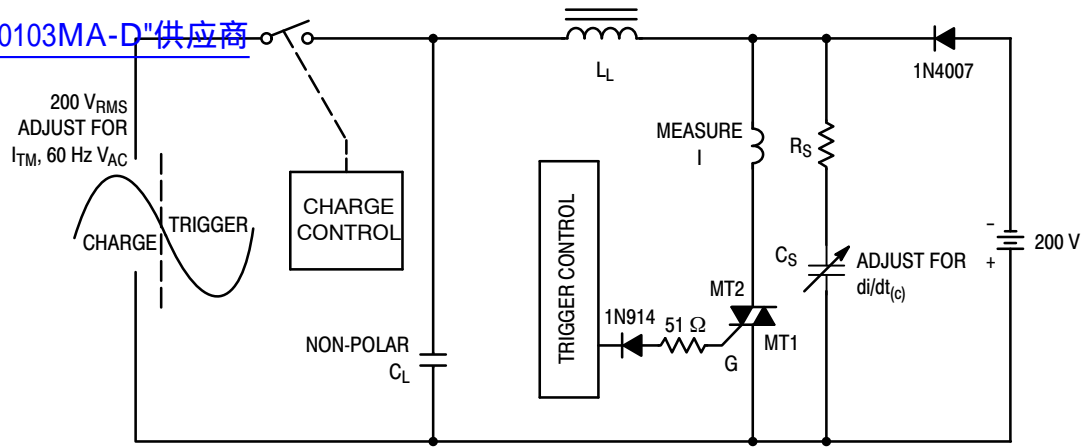 0103MA-D"供应商
200 VRMS
ADJUST FOR
ITM, 60 Hz VAC
CHARGE
TRIGGER
CHARGE
CONTROL
NON-POLAR
CL
LL
TRIGGER CONTROL
1N914
51 Ω
MEASURE
I
MT2
MT1
G
RS
CS
ADJUST FOR
di/dt(c)
1N4007
-
+
200 V